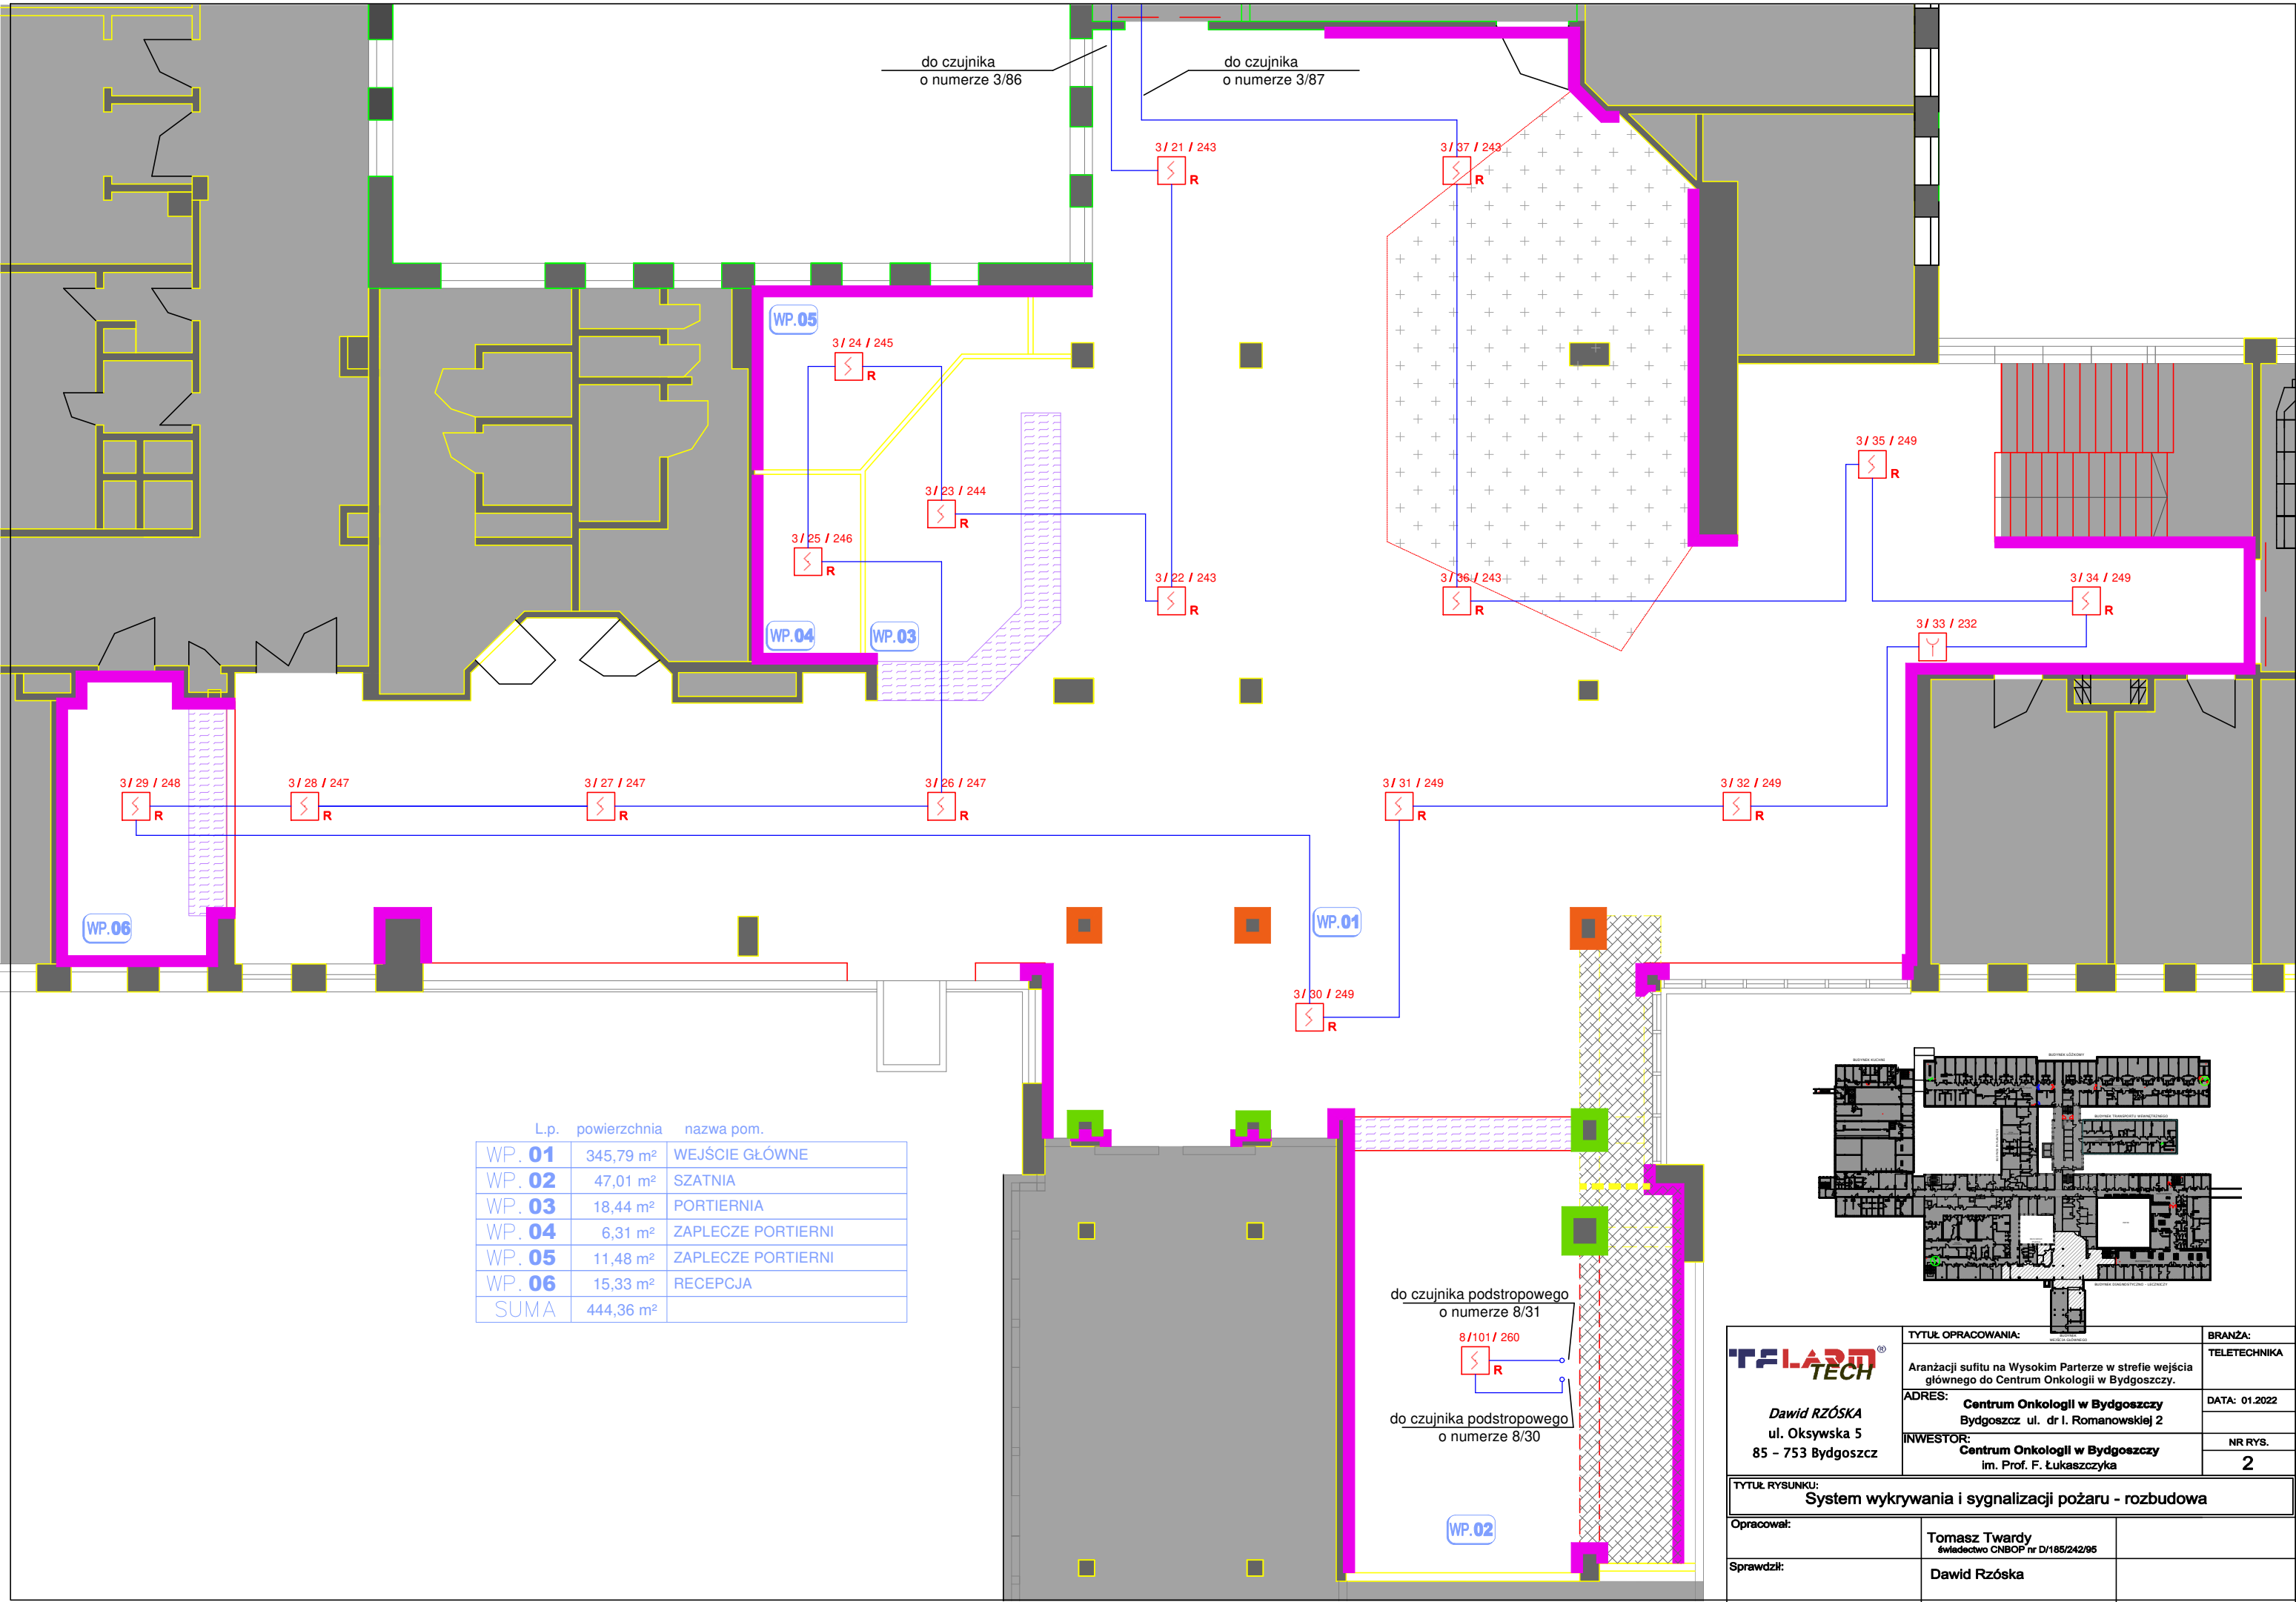 do czujnika
o numerze 3/86
do czujnika
o numerze 3/87
3 / 21 / 243
R
3 / 37 / 243
R
WP.05
3 / 24 / 245
R
3 / 35 / 249
R
3 / 23 / 244
R
3 / 25 / 246
R
3 / 22 / 243
R
3 / 36 / 243
R
3 / 34 / 249
R
3 / 33 / 232
WP.04
WP.03
3 / 29 / 248
R
3 / 28 / 247
R
3 / 27 / 247
R
3 / 26 / 247
R
3 / 31 / 249
R
3 / 32 / 249
R
WP.06
WP.01
3 / 30 / 249
R
L.p. powierzchnia nazwa pom.
WP. 01 345,79 m² WEJŚCIE GŁÓWNE
WP. 02 47,01 m² SZATNIA
WP. 03 18,44 m² PORTIERNIA
WP. 04 6,31 m² ZAPLECZE PORTIERNI
WP. 05 11,48 m² ZAPLECZE PORTIERNI
WP. 06 15,33 m² RECEPCJA
SUMA 444,36 m²
do czujnika podstropowego
o numerze 8/31
8 / 101 / 260
R
do czujnika podstropowego
o numerze 8/30
WP.02
TELARM TECH ®
Dawid RZÓSKA
ul. Oksywska 5
85 – 753 Bydgoszcz
TYTUŁ OPRACOWANIA:
Aranżacji sufitu na Wysokim Parterze w strefie wejścia
głównego do Centrum Onkologii w Bydgoszczy.
BRANŻA:
TELETECHNIKA
ADRES:
Centrum Onkologii w Bydgoszczy
Bydgoszcz ul. dr I. Romanowskiej 2
DATA: 01.2022
INWESTOR:
Centrum Onkologii w Bydgoszczy
im. Prof. F. Łukaszczyka
NR RYS.
2
TYTUŁ RYSUNKU:
System wykrywania i sygnalizacji pożaru - rozbudowa
Opracował:
Tomasz Twardy
świadectwo CNBOP nr D/185/242/95
Sprawdził:
Dawid Rzóska